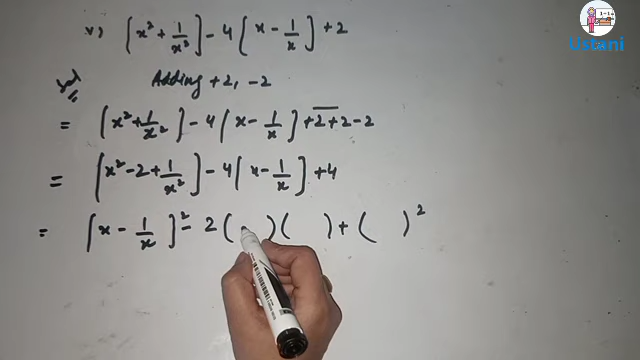 Ustani
v) [x² + 1/x²] - 4[x - 1/x] + 2
Sol Adding +2, -2
= [x² + 1/x²] - 4[x - 1/x] + 2 + 2 - 2
= [x² - 2 + 1/x²] - 4[x - 1/x] + 4
= [x - 1/x]² - 2( )( ) + ( )²